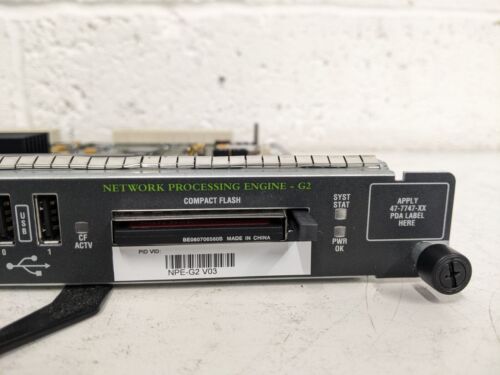 NETWORK PROCESSING ENGINE - G2
COMPACT FLASH
USB
0
1
CF
ACTV
BE080706560S MADE IN CHINA
PID VID:
NPE-G2 V03
SYST
STAT
PWR
OK
APPLY
47-7747-XX
PDA LABEL
HERE